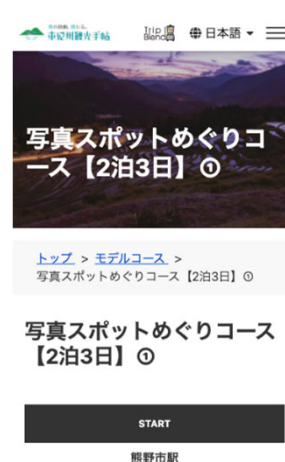 東紀州観光手帖
Trip
Blend
日本語
写真スポットめぐりコ
ース【2泊3日】①
トップ > モデルコース >
写真スポットめぐりコース【2泊3日】①
写真スポットめぐりコース
【2泊3日】①
START
熊野市駅